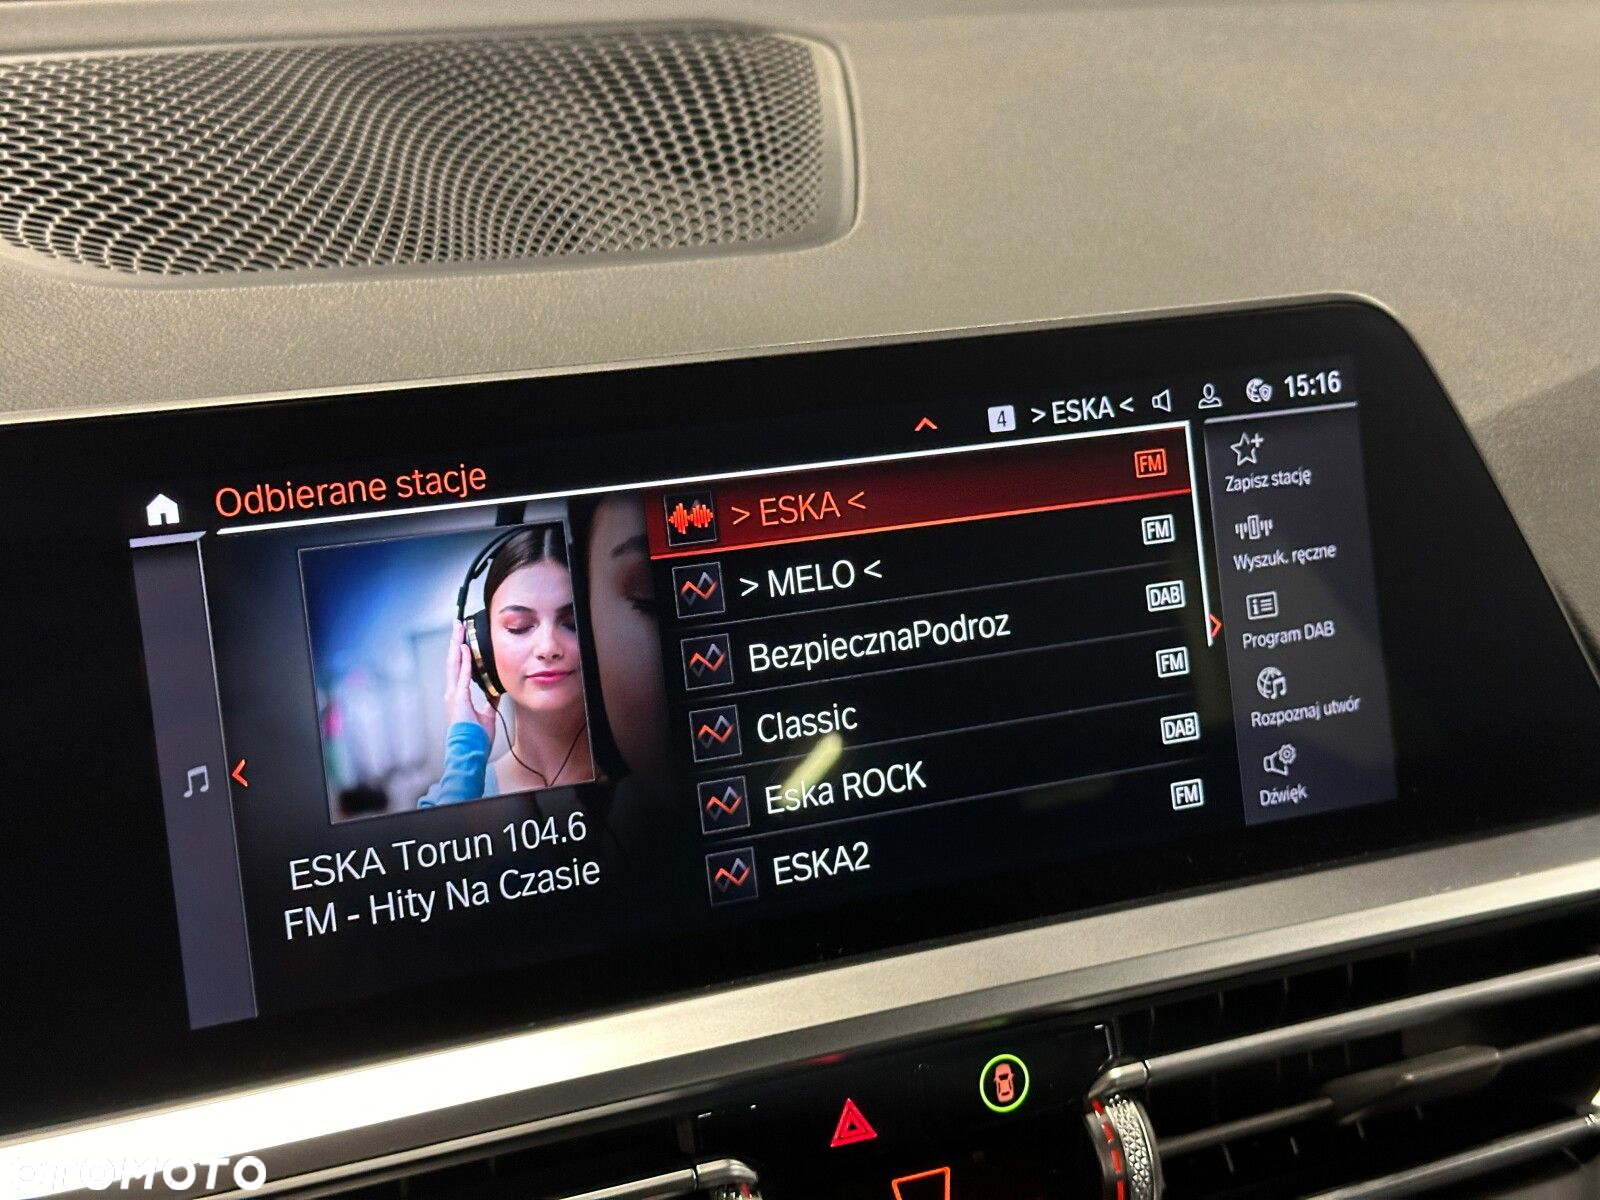 4 > ESKA < 15:16
Odbierane stacje
> ESKA < FM
> MELO < FM
BezpiecznaPodroz DAB
Classic FM
Eska ROCK DAB
ESKA2 FM
ESKA Torun 104.6
FM - Hity Na Czasie
Zapisz stację
Wyszuk. ręczne
Program DAB
Rozpoznaj utwór
Dźwięk
OTOMOTO